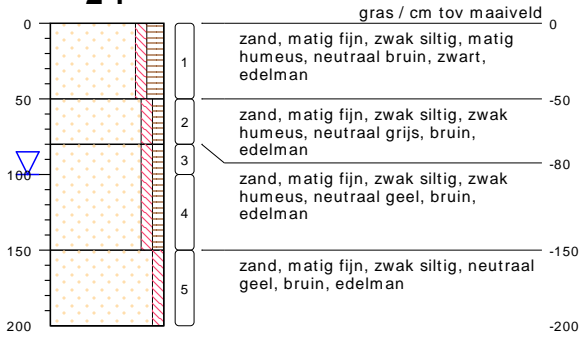 gras / cm tov maaiveld
0
0
zand, matig fijn, zwak siltig, matig
humeus, neutraal bruin, zwart,
edelman
1
50
-50
zand, matig fijn, zwak siltig, zwak
humeus, neutraal grijs, bruin,
edelman
2
-80
3
100
zand, matig fijn, zwak siltig, zwak
humeus, neutraal geel, bruin,
edelman
4
150
-150
zand, matig fijn, zwak siltig, neutraal
geel, bruin, edelman
5
200
-200